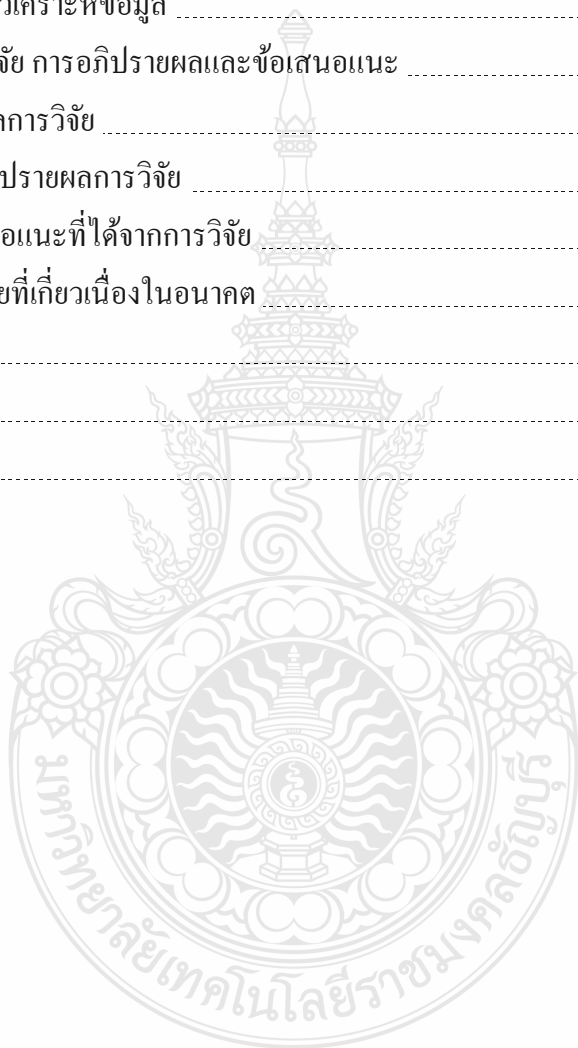 วิเคราะห์ข้อมูล
จัย การอภิปรายผลและข้อเสนอแนะ
ลการวิจัย
ปรายผลการวิจัย
อแนะที่ได้จากการวิจัย
ยที่เกี่ยวเนื่องในอนาคต
มหาวิทยาลัยเทคโนโลยีราชมงคลธัญบุรี